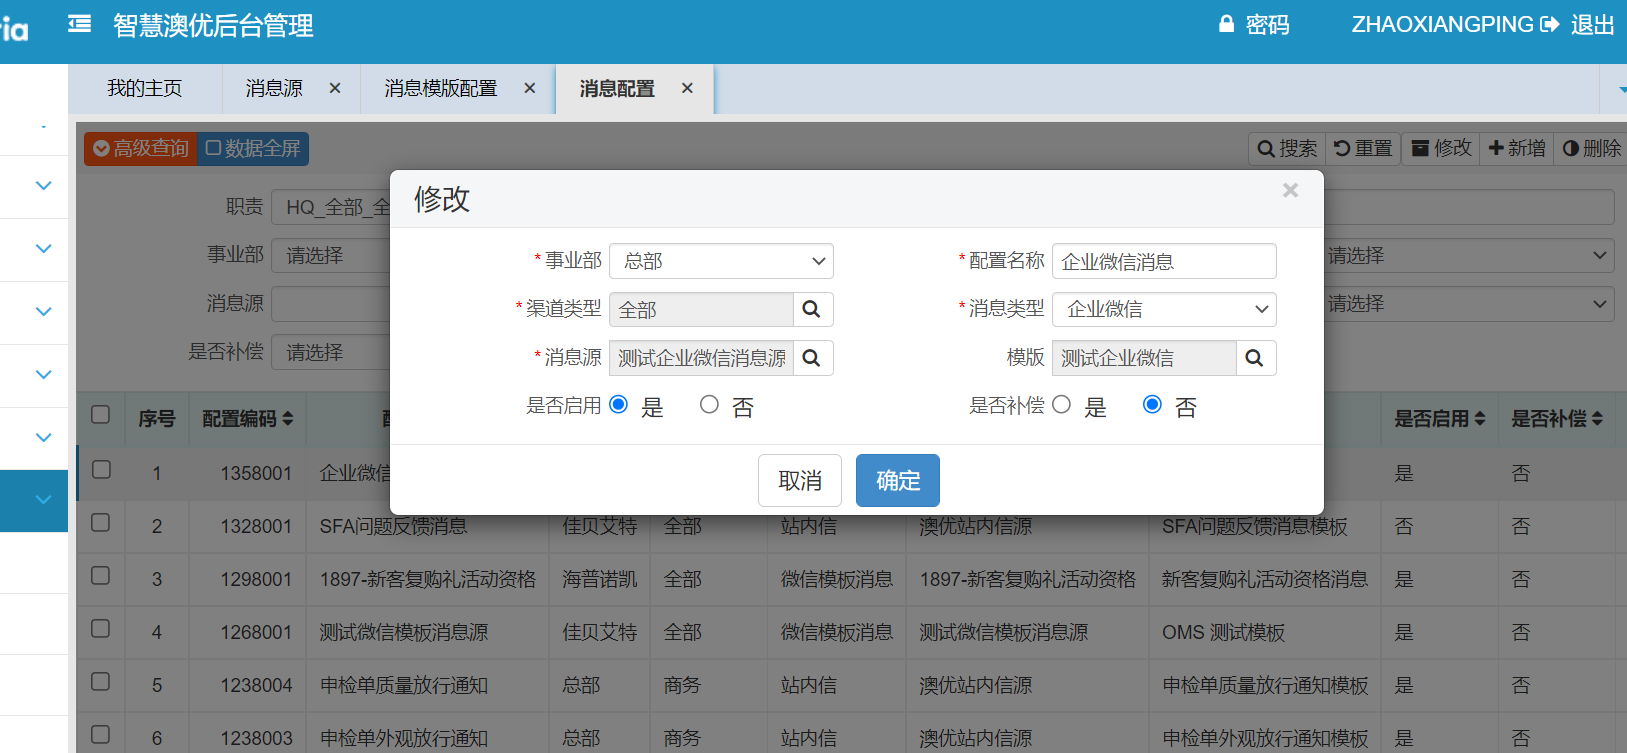 ria 智慧澳优后台管理 密码 ZHAOXIANGPING 退出
我的主页 消息源 × 消息模版配置 × 消息配置 ×
高级查询 数据全屏 搜索 重置 修改 新增 删除
修改 ×
职责 HQ_全部_全
事业部 请选择 请选择
消息源 请选择
是否补偿 请选择
* 事业部 总部 * 配置名称 企业微信消息
* 渠道类型 全部 * 消息类型 企业微信
* 消息源 测试企业微信消息源 模版 测试企业微信
是否启用 是 否 是否补偿 是 否
取消 确定
序号 配置编码 是否启用 是否补偿
1 1358001 企业微信 是 否
2 1328001 SFA问题反馈消息 佳贝艾特 全部 站内信 澳优站内信源 SFA问题反馈消息模板 否 否
3 1298001 1897-新客复购礼活动资格 海普诺凯 全部 微信模板消息 1897-新客复购礼活动资格 新客复购礼活动资格消息 是 否
4 1268001 测试微信模板消息源 佳贝艾特 全部 微信模板消息 测试微信模板消息源 OMS 测试模板 是 否
5 1238004 申检单质量放行通知 总部 商务 站内信 澳优站内信源 申检单质量放行通知模板 是 否
6 1238003 申检单外观放行通知 总部 商务 站内信 澳优站内信源 申检单外观放行通知模板 是 否